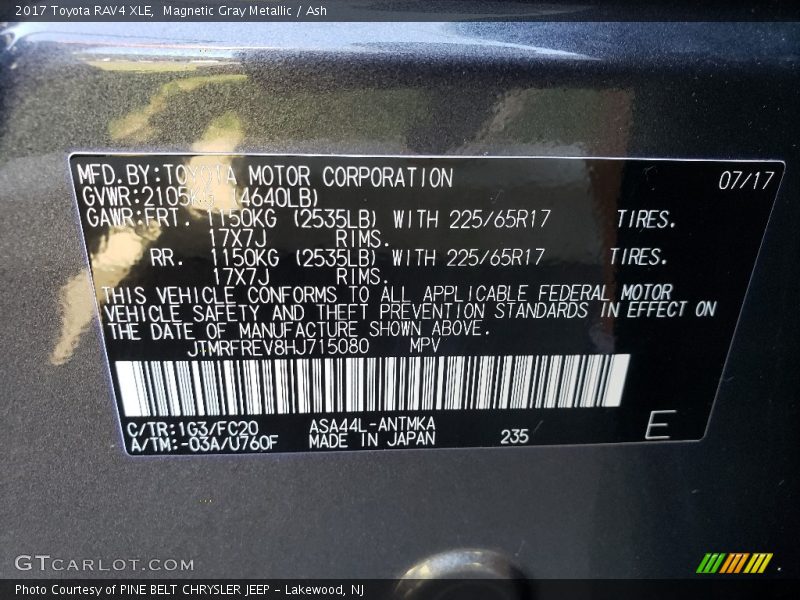 2017 Toyota RAV4 XLE,  Magnetic Gray Metallic / Ash
MFD.BY:TOYOTA MOTOR CORPORATION 07/17
GVWR:2105KG (4640LB)
GAWR:FRT. 1150KG (2535LB) WITH 225/65R17 TIRES.
17X7J RIMS.
RR. 1150KG (2535LB) WITH 225/65R17 TIRES.
17X7J RIMS.
THIS VEHICLE CONFORMS TO ALL APPLICABLE FEDERAL MOTOR
VEHICLE SAFETY AND THEFT PREVENTION STANDARDS IN EFFECT ON
THE DATE OF MANUFACTURE SHOWN ABOVE.
JTMRFREV8HJ715080 MPV
C/TR:1G3/FC20 ASA44L-ANTMKA
A/TM:-03A/U760F MADE IN JAPAN 235 E
GTCARLOT.COM
Photo Courtesy of PINE BELT CHRYSLER JEEP - Lakewood, NJ